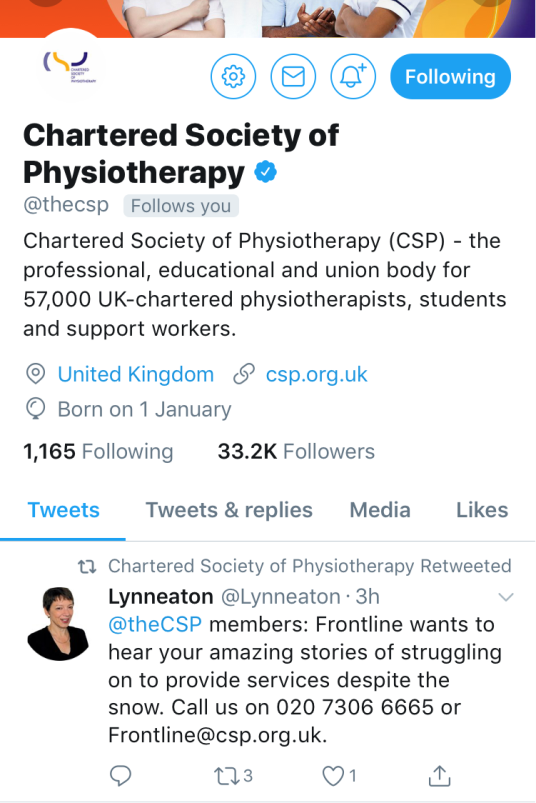 CHARTERED
SOCIETY
OF
PHYSIOTHERAPY
Following
Chartered Society of
Physiotherapy
@thecsp Follows you
Chartered Society of Physiotherapy (CSP) - the
professional, educational and union body for
57,000 UK-chartered physiotherapists, students
and support workers.
United Kingdom csp.org.uk
Born on 1 January
1,165 Following 33.2K Followers
Tweets Tweets & replies Media Likes
Chartered Society of Physiotherapy Retweeted
Lynneaton @Lynneaton · 3h
@theCSP members: Frontline wants to
hear your amazing stories of struggling
on to provide services despite the
snow. Call us on 020 7306 6665 or
Frontline@csp.org.uk.
3 1